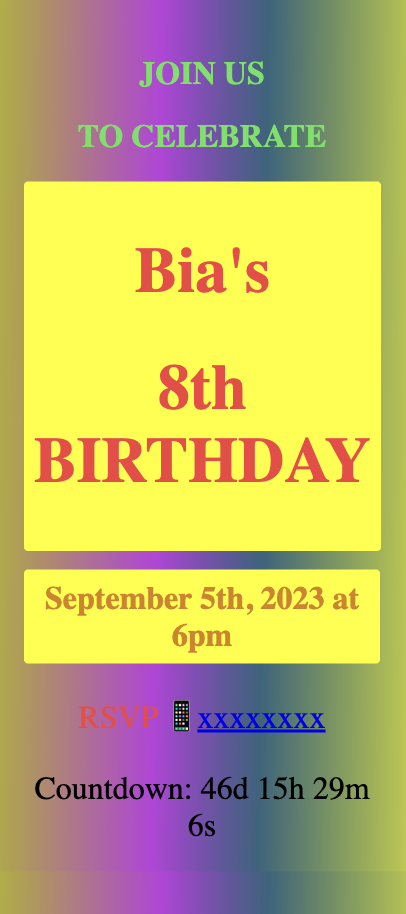 JOIN US
TO CELEBRATE
Bia's
8th
BIRTHDAY
September 5th, 2023 at
6pm
RSVP 📱xxxxxxxx
Countdown: 46d 15h 29m
6s